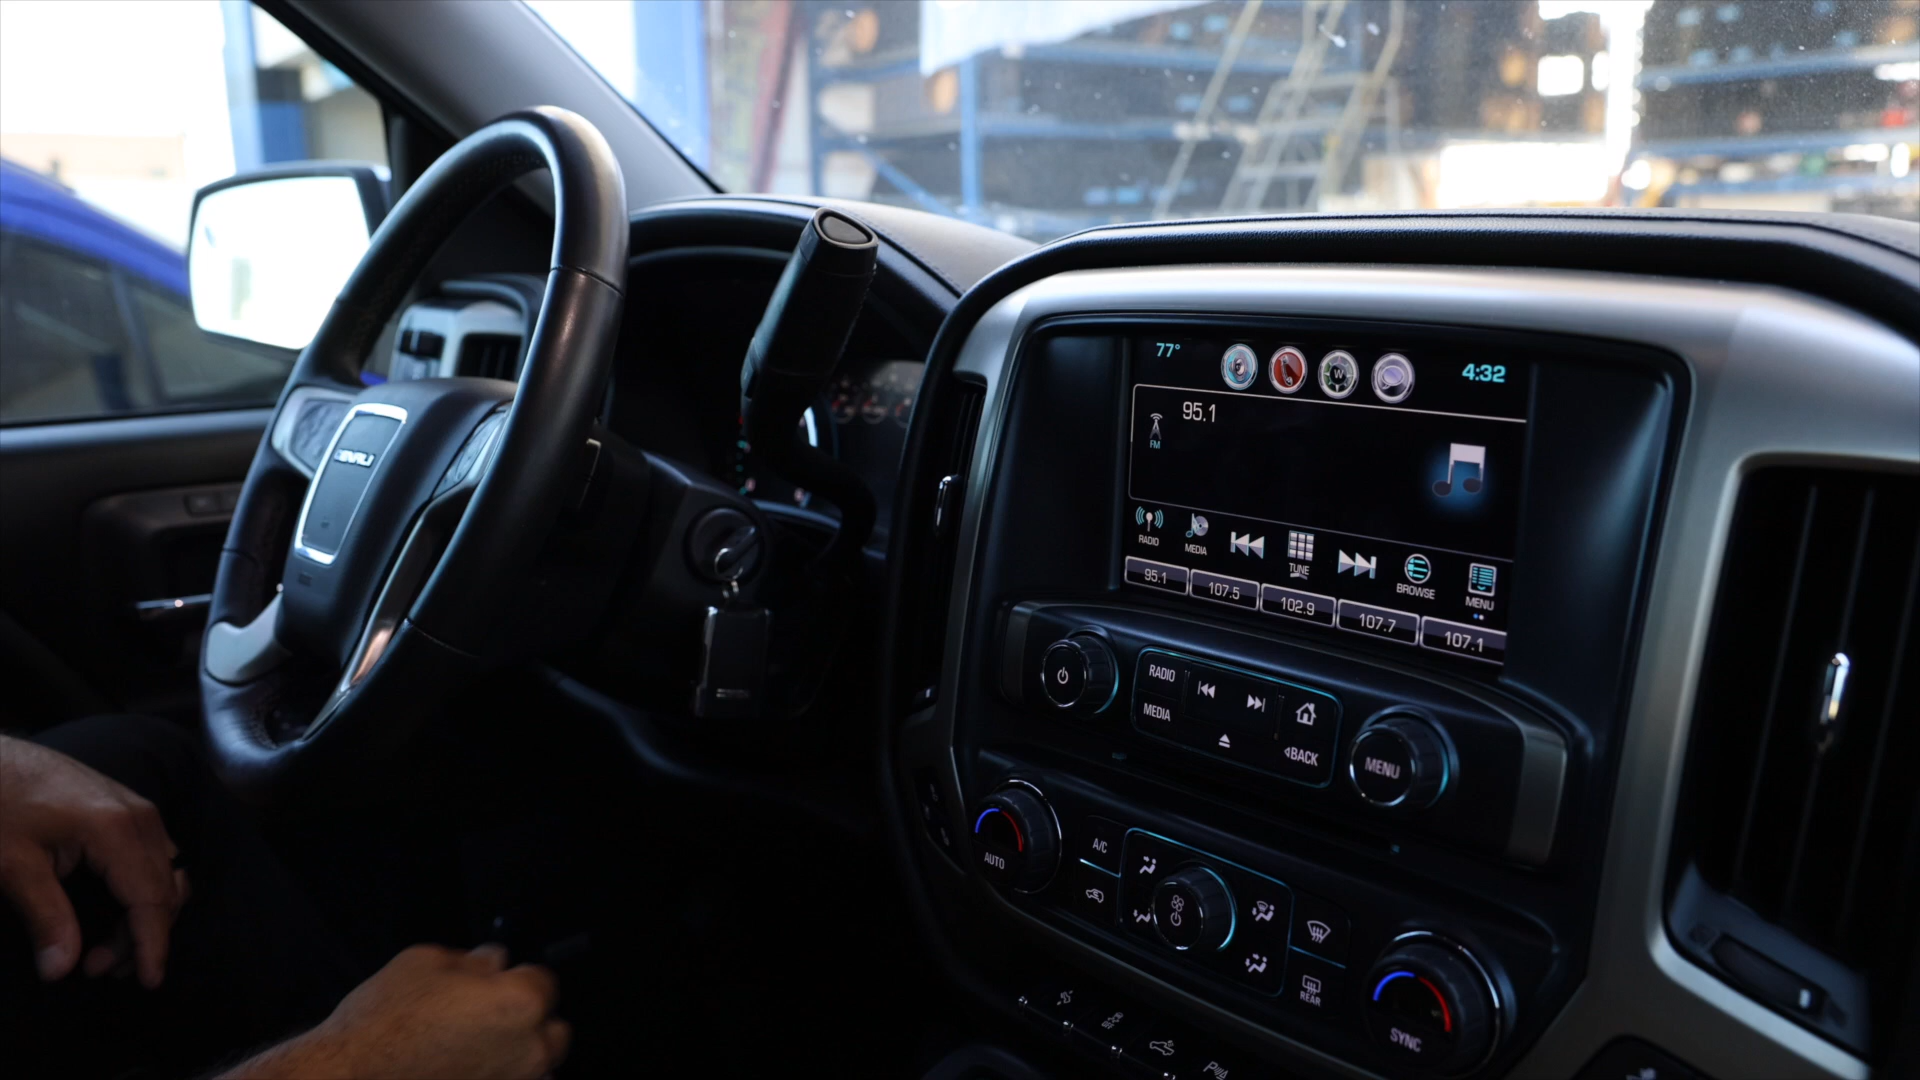 DENALI
77°
W
4:32
95.1
FM
RADIO
MEDIA
TUNE
BROWSE
MENU
95.1
107.5
102.9
107.7
107.1
RADIO
MEDIA
BACK
MENU
AUTO
A/C
REAR
SYNC